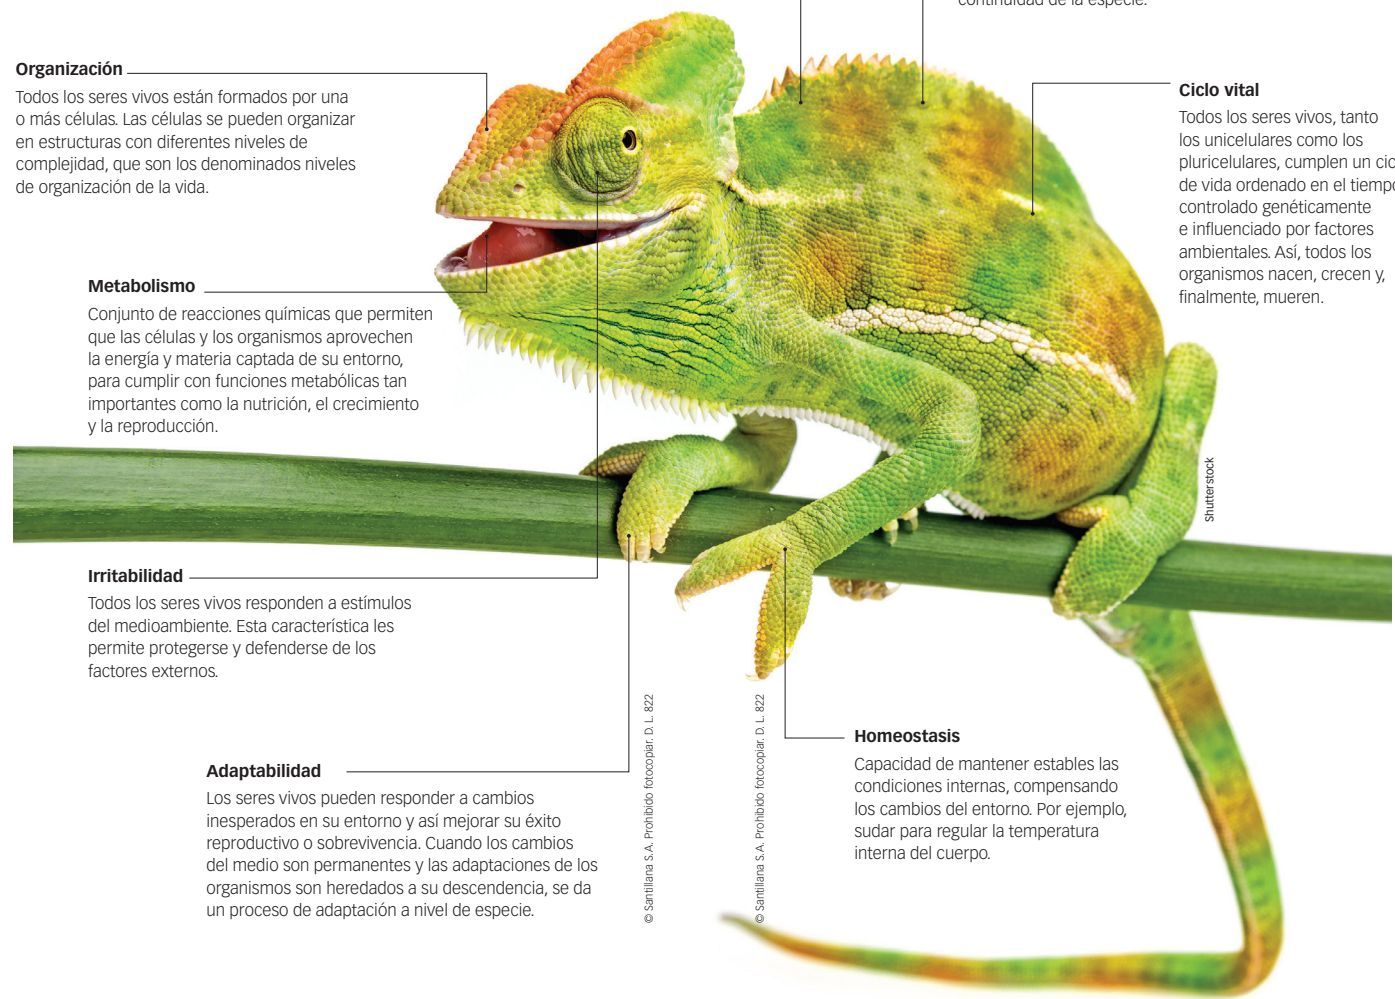 continuidad de la especie.
Organización
Todos los seres vivos están formados por una
o más células. Las células se pueden organizar
en estructuras con diferentes niveles de
complejidad, que son los denominados niveles
de organización de la vida.
Ciclo vital
Todos los seres vivos, tanto
los unicelulares como los
pluricelulares, cumplen un
de vida ordenado en el
controlado genéticamente
e influenciado por factores
ambientales. Así, todos los
organismos nacen, crecen y,
finalmente, mueren.
Metabolismo
Conjunto de reacciones químicas que permiten
que las células y los organismos aprovechen
la energía y materia captada de su entorno,
para cumplir con funciones metabólicas tan
importantes como la nutrición, el crecimiento
y la reproducción.
Shutterstock
Irritabilidad
Todos los seres vivos responden a estímulos
del medioambiente. Esta característica les
permite protegerse y defenderse de los
factores externos.
Adaptabilidad
Los seres vivos pueden responder a cambios
inesperados en su entorno y así mejorar su éxito
reproductivo o sobrevivencia. Cuando los cambios
del medio son permanentes y las adaptaciones de los
organismos son heredados a su descendencia, se da
un proceso de adaptación a nivel de especie.
© Santillana S.A. Prohibido fotocopiar. D. L. 822
© Santillana S.A. Prohibido fotocopiar. D. L. 822
Homeostasis
Capacidad de mantener estables las
condiciones internas, compensando
los cambios del entorno. Por ejemplo,
sudar para regular la temperatura
interna del cuerpo.